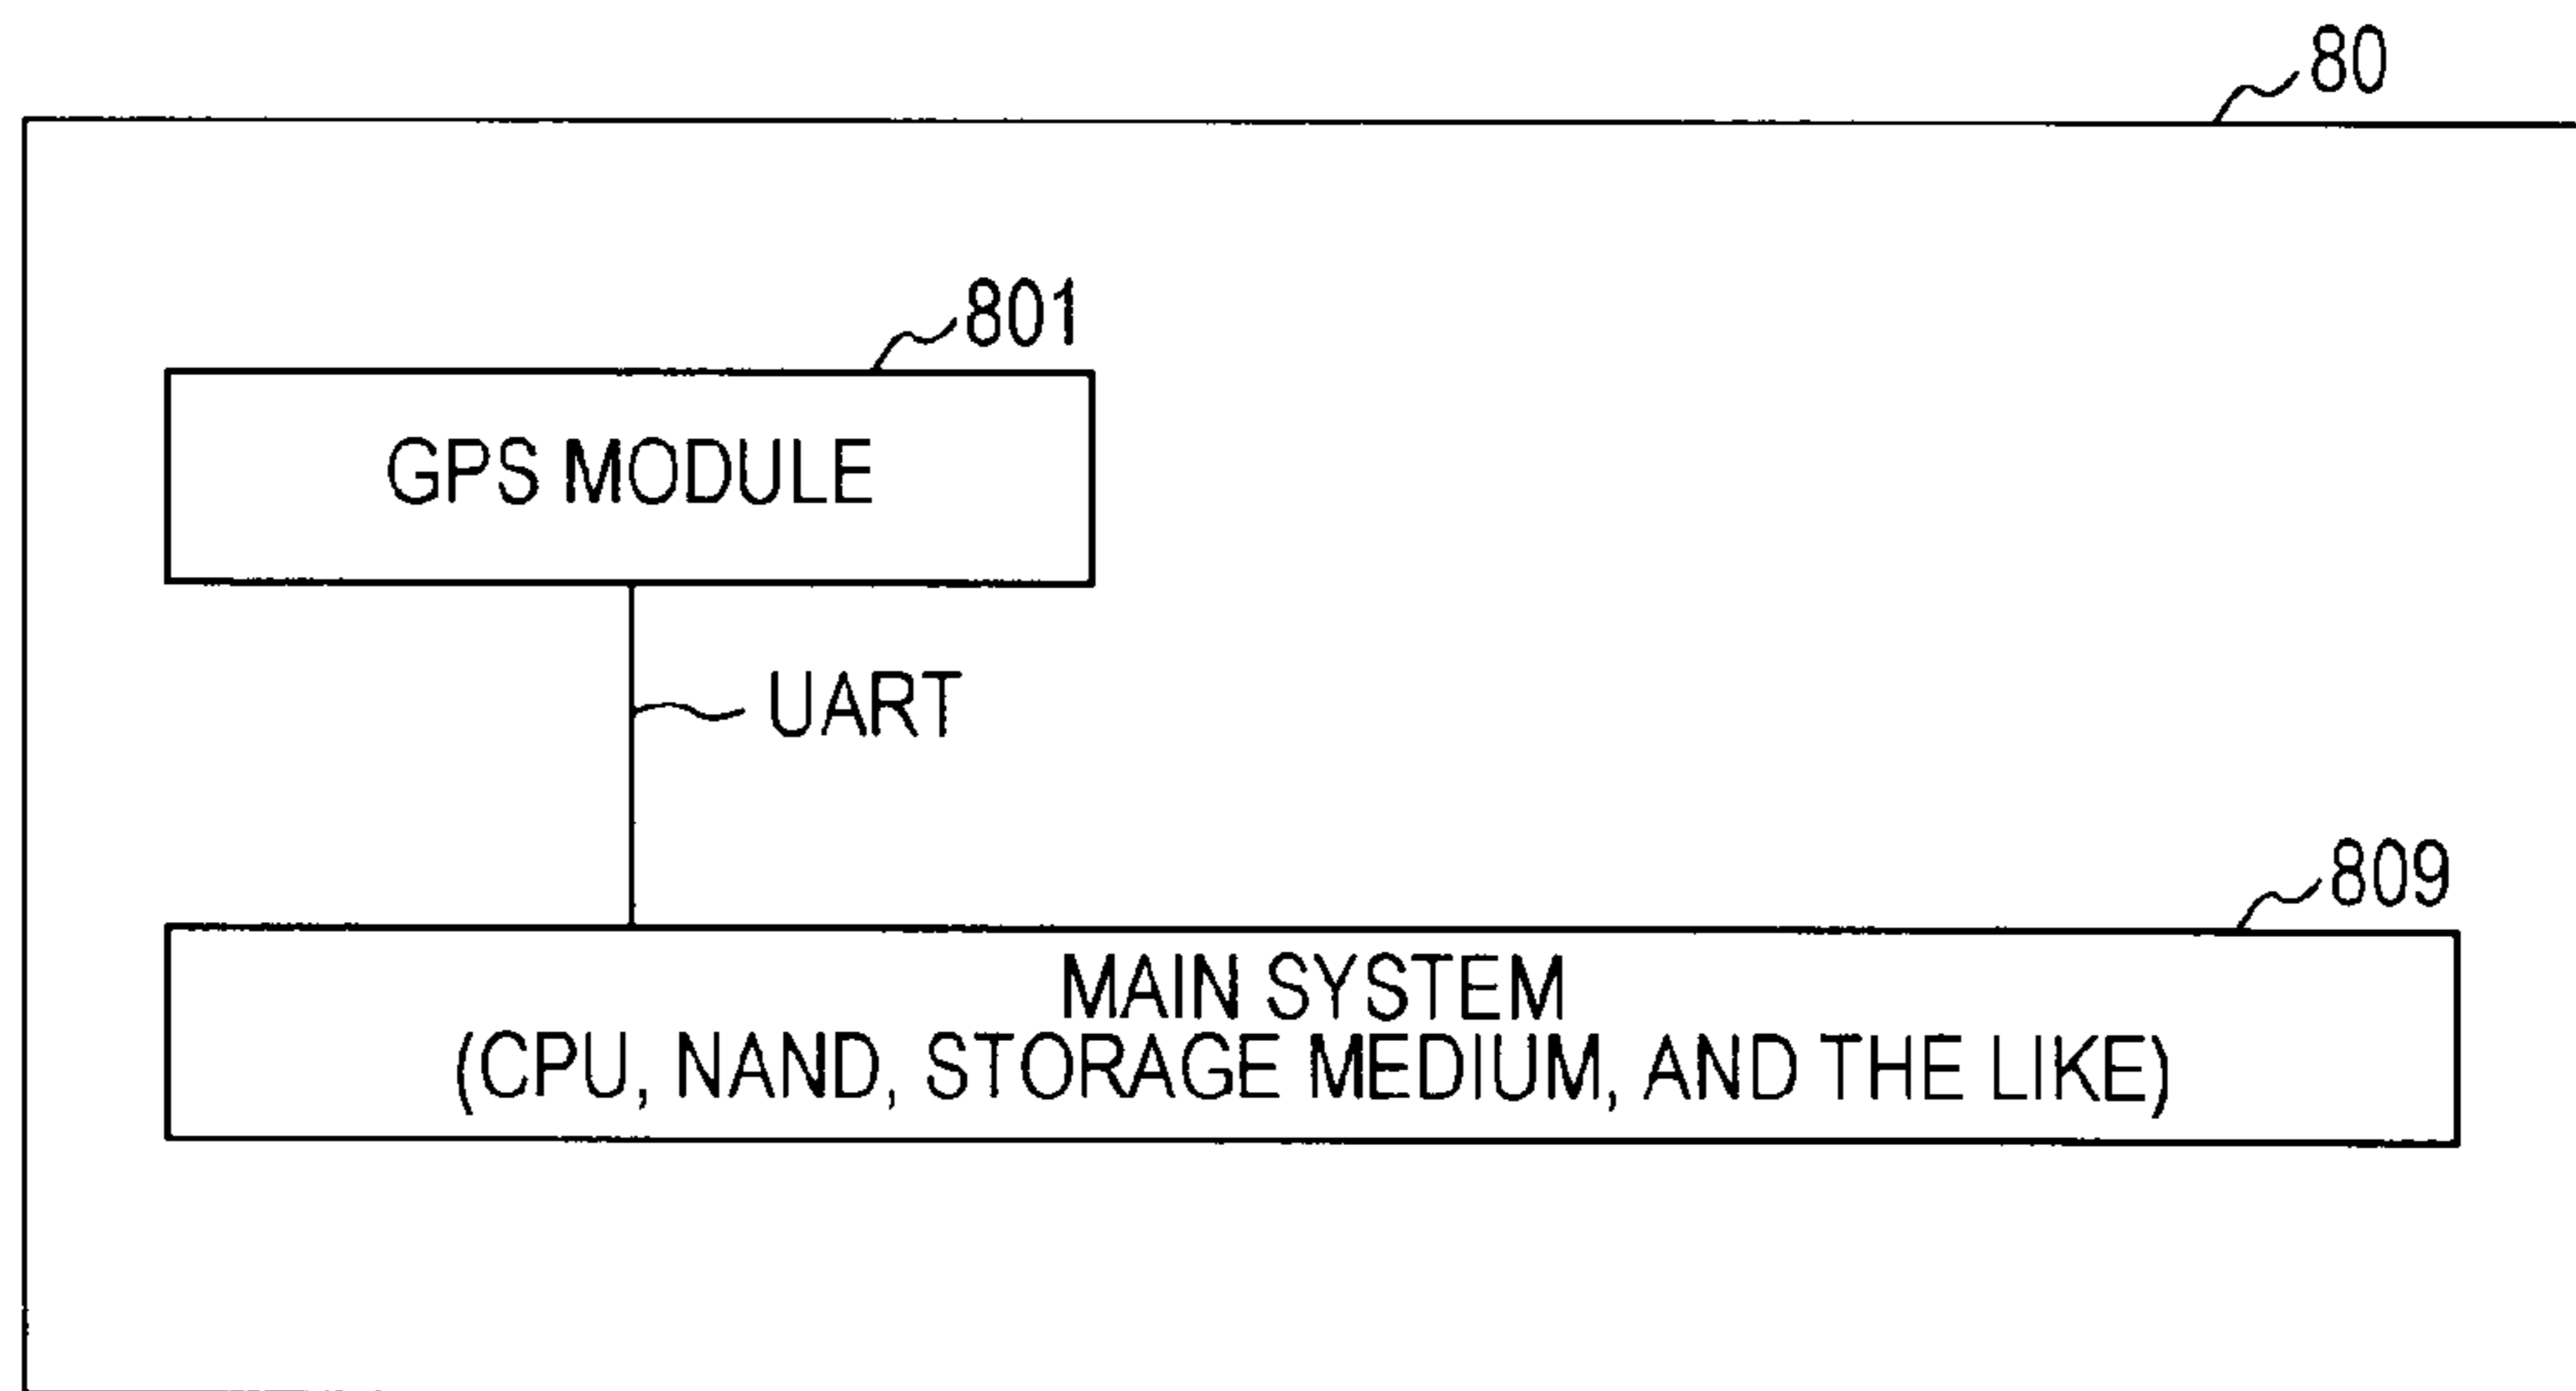 80
801
GPS MODULE
UART
809
MAIN SYSTEM
(CPU, NAND, STORAGE MEDIUM, AND THE LIKE)